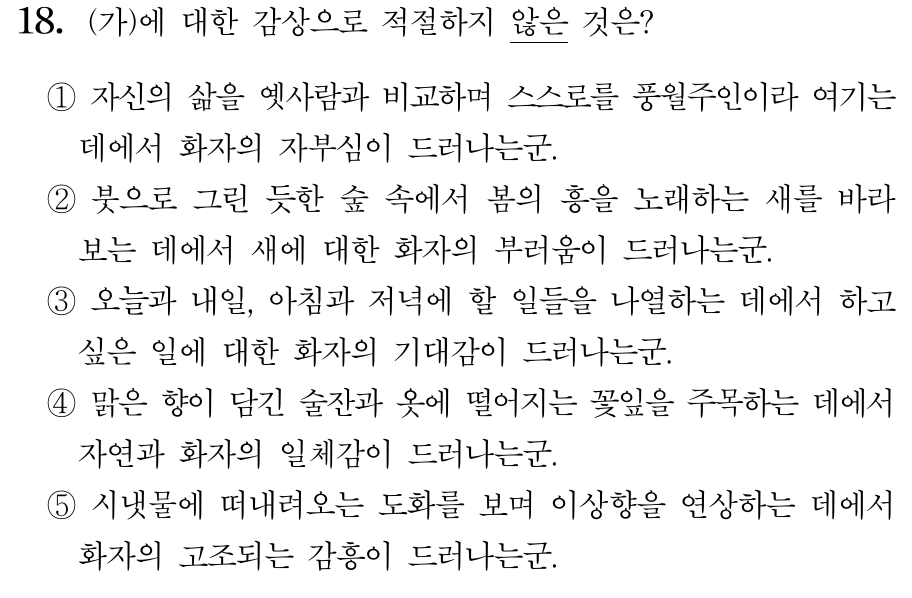 18. (가)에 대한 감상으로 적절하지 않은 것은?
① 자신의 삶을 옛사람과 비교하며 스스로를 풍월주인이라 여기는
데에서 화자의 자부심이 드러나는군.
② 붓으로 그린 듯한 숲 속에서 봄의 흥을 노래하는 새를 바라
보는 데에서 새에 대한 화자의 부러움이 드러나는군.
③ 오늘과 내일, 아침과 저녁에 할 일들을 나열하는 데에서 하고
싶은 일에 대한 화자의 기대감이 드러나는군.
④ 맑은 향이 담긴 술잔과 옷에 떨어지는 꽃잎을 주목하는 데에서
자연과 화자의 일체감이 드러나는군.
⑤ 시냇물에 떠내려오는 도화를 보며 이상향을 연상하는 데에서
화자의 고조되는 감흥이 드러나는군.